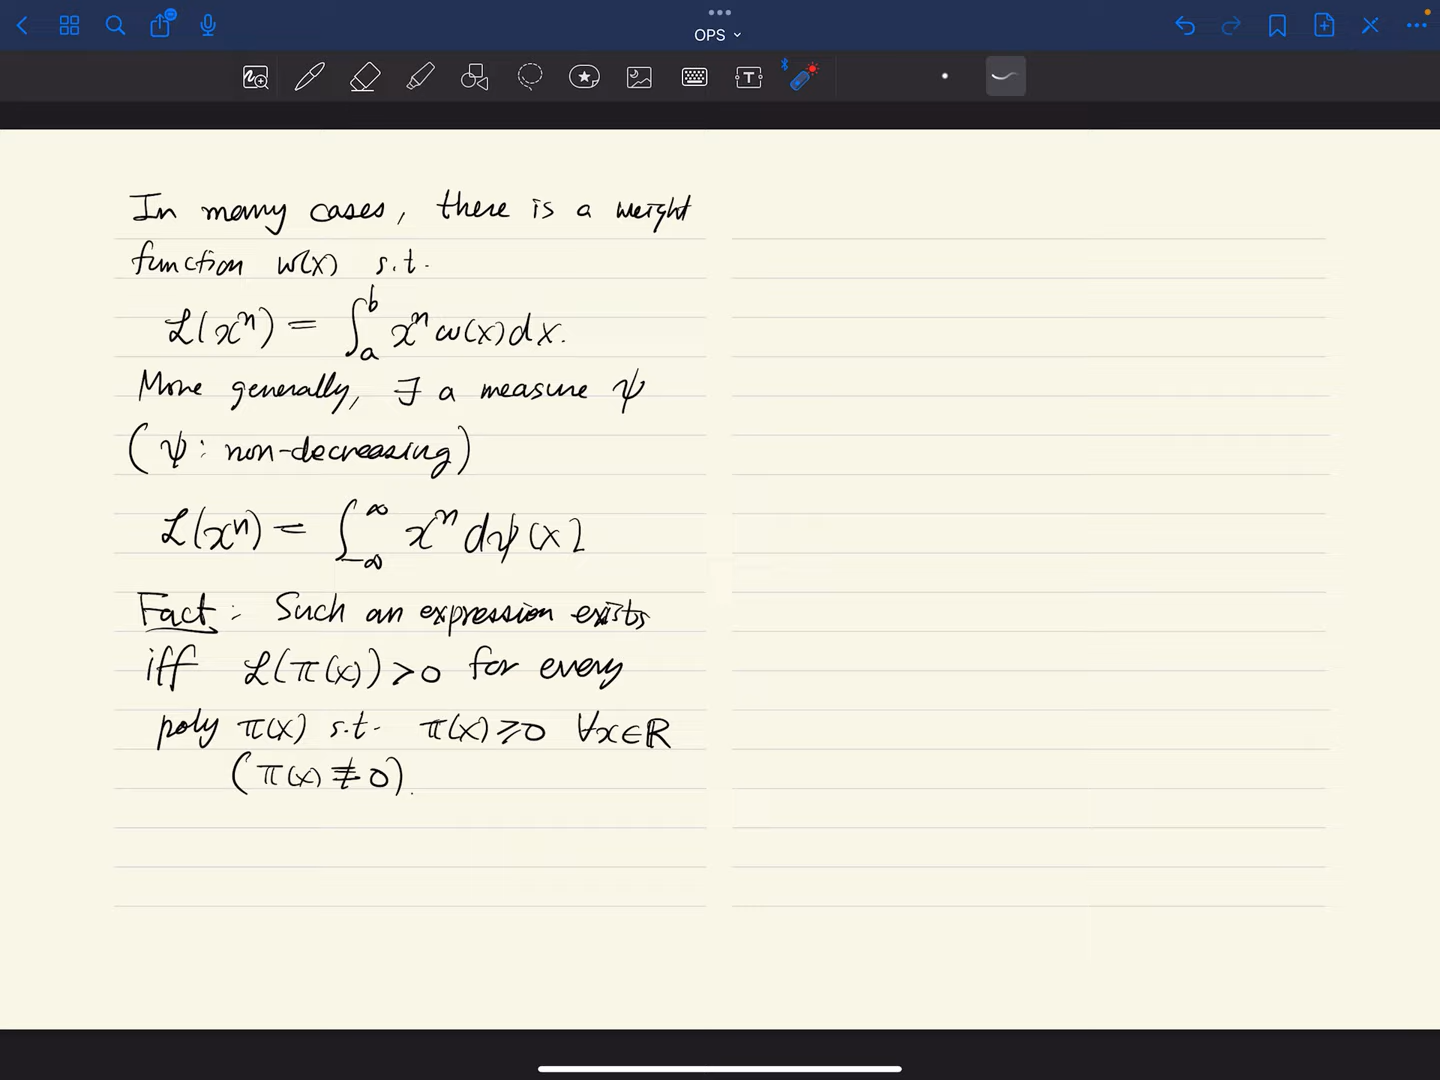 OPS
In many cases, there is a weight
function w(x) s.t.
ℒ(xⁿ) = ∫ₐᵇ xⁿ w(x) dx.
More generally, ∃ a measure ψ
(ψ : non-decreasing)
ℒ(xⁿ) = ∫_{-∞}^{∞} xⁿ dψ(x)
Fact : Such an expression exists
iff ℒ(π(x)) > 0 for every
poly π(x) s.t. π(x) ≥ 0 ∀x∈ℝ
(π(x) ≢ 0).